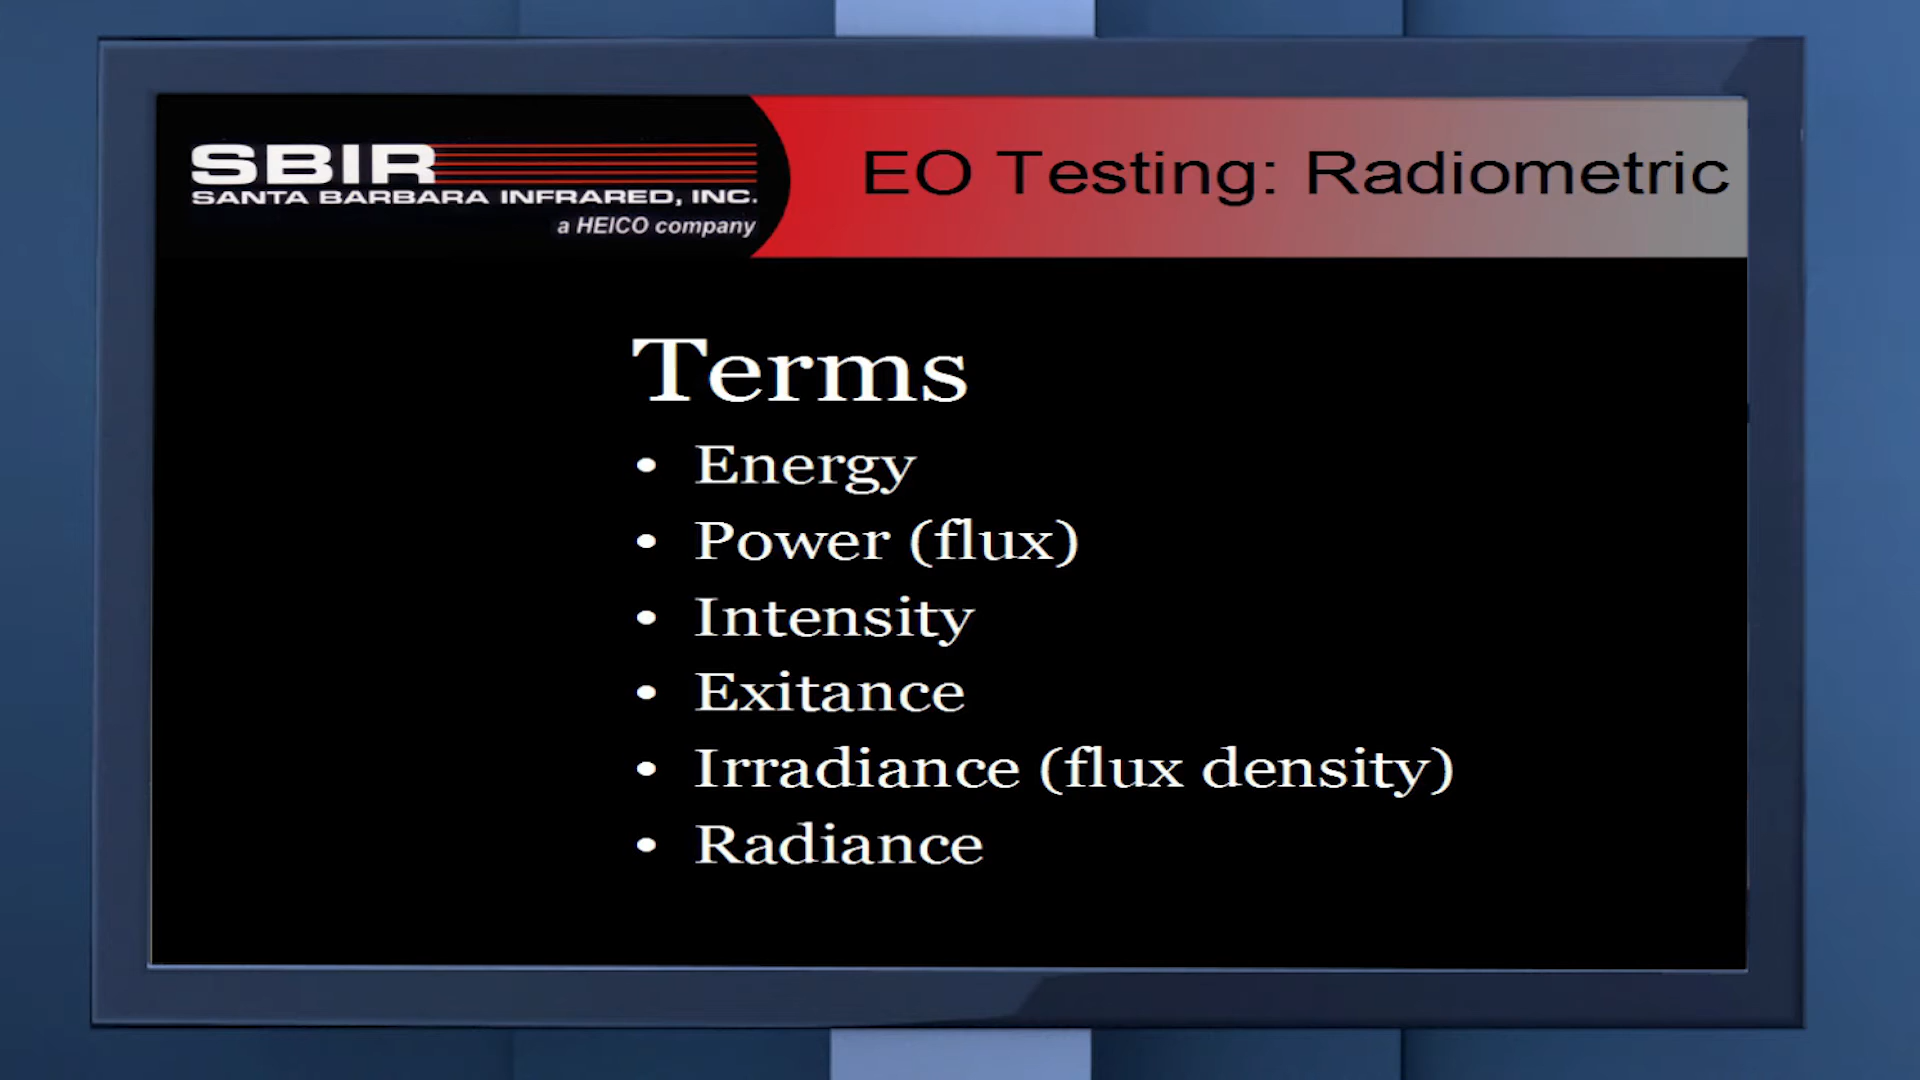 SBIR
SANTA BARBARA INFRARED, INC.
a HEICO company
EO Testing: Radiometric
Terms
• Energy
• Power (flux)
• Intensity
• Exitance
• Irradiance (flux density)
• Radiance